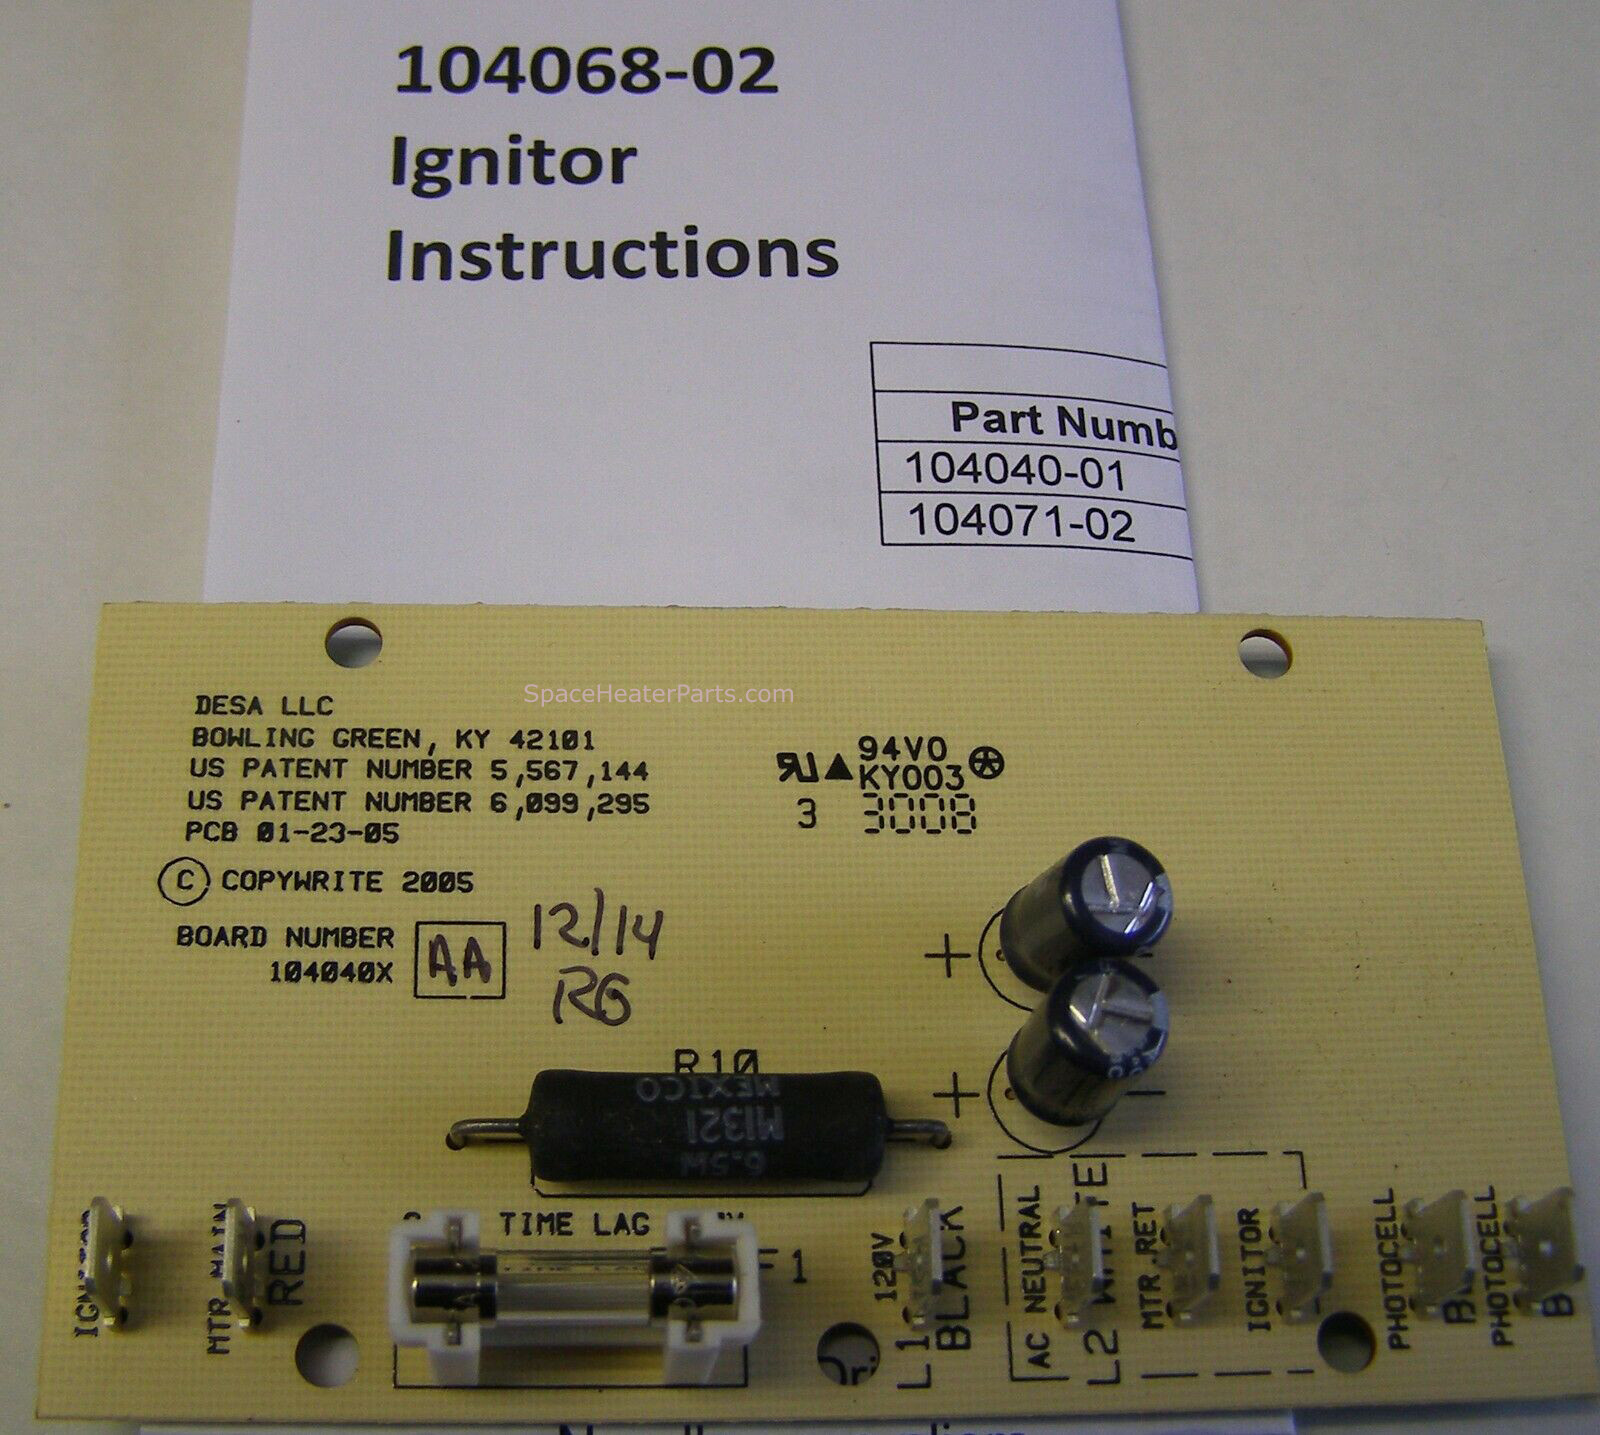 104068-02
Ignitor
Instructions
Part Numb
104040-01
104071-02
SpaceHeaterParts.com
DESA LLC
BOWLING GREEN, KY 42101
US PATENT NUMBER 5,567,144
US PATENT NUMBER 6,099,295
PCB 01-23-05
C COPYWRITE 2005
BOARD NUMBER
104040X
AA
12/14
RG
94V0
KY003
3 3008
R10
MEXICO
M1321
6.5W
+
+
IGNITOR
MTR MAIN
RED
TIME LAG
F1
120V
L1
BLACK
AC NEUTRAL
L2 WHITE
MTR.RET
IGNITOR
PHOTOCELL
PHOTOCELL